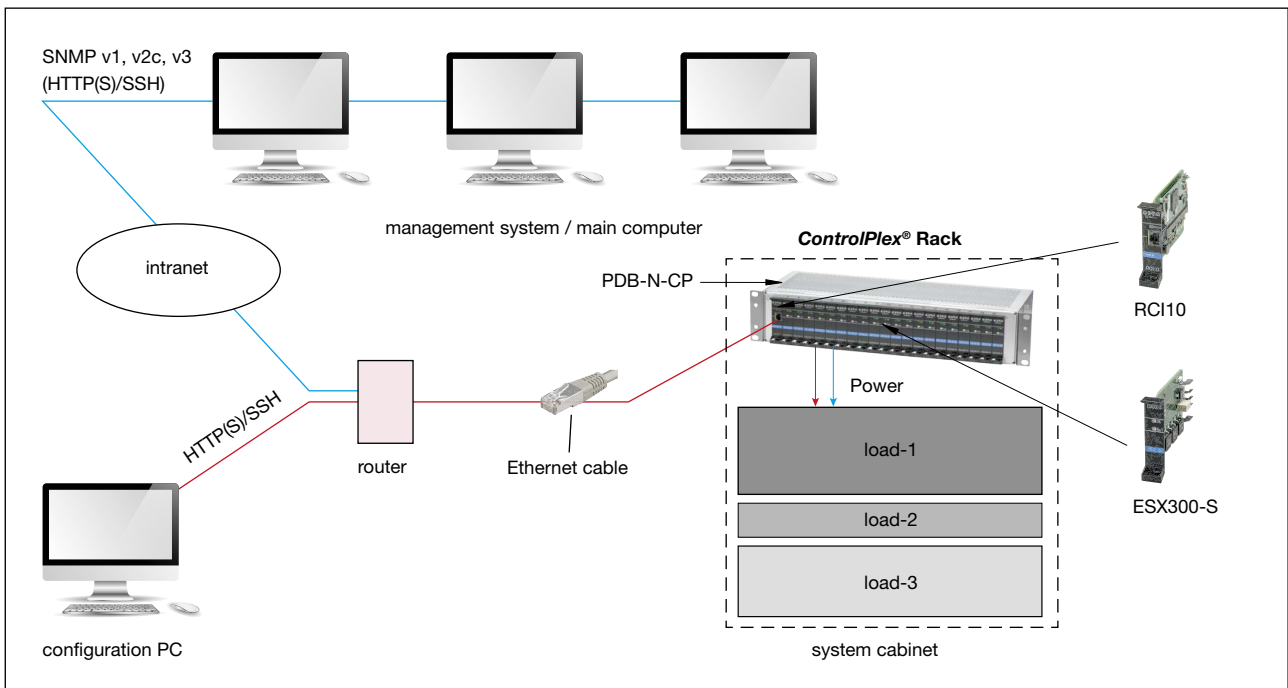 SNMP v1, v2c, v3
(HTTP(S)/SSH)
management system / main computer
intranet
ControlPlex® Rack
PDB-N-CP
RCI10
Power
HTTP(S)/SSH
router
Ethernet cable
load-1
load-2
load-3
ESX300-S
configuration PC
system cabinet